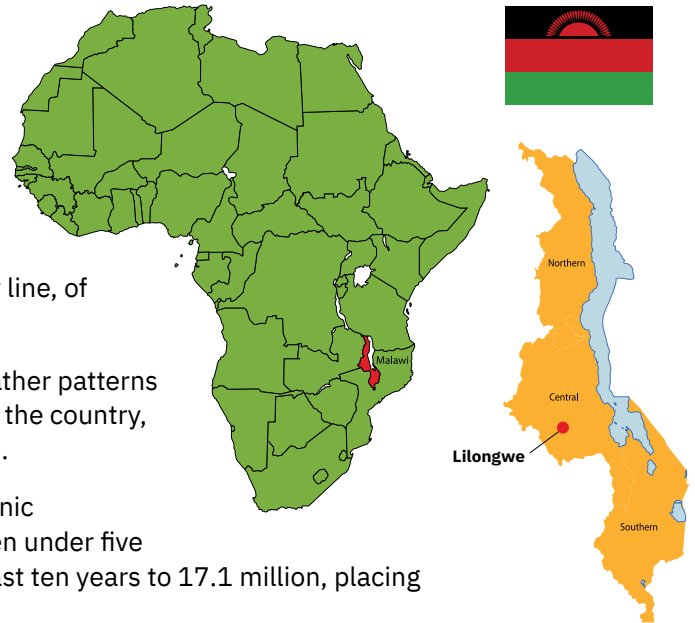 line, of
ather patterns
the country,
.
nic
en under five
ast ten years to 17.1 million, placing
Malawi
Northern
Central
Lilongwe
Southern